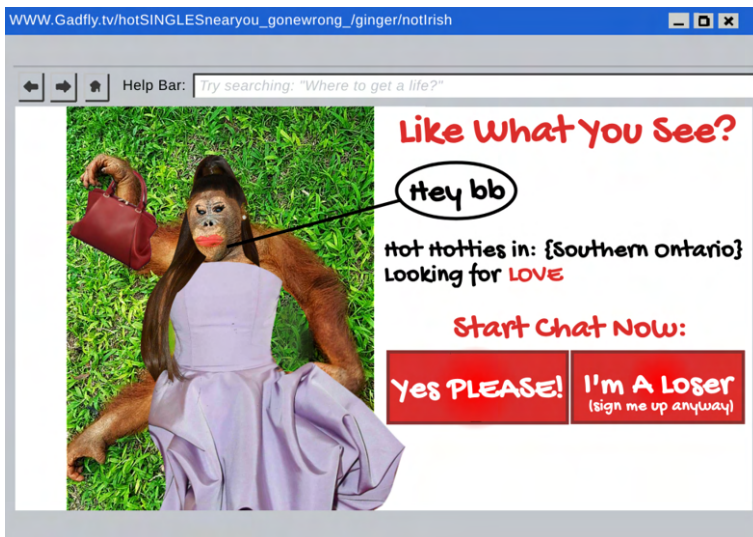 WWW.Gadfly.tv/hotSINGLESnearyou_gonewrong_/ginger/notIrish
Help Bar: Try searching: "Where to get a life?"
Like What You See?
Hey bb
Hot Hotties in: {Southern Ontario}
Looking for LOVE
Start Chat Now:
Yes PLEASE!
I'm A Loser
(sign me up anyway)